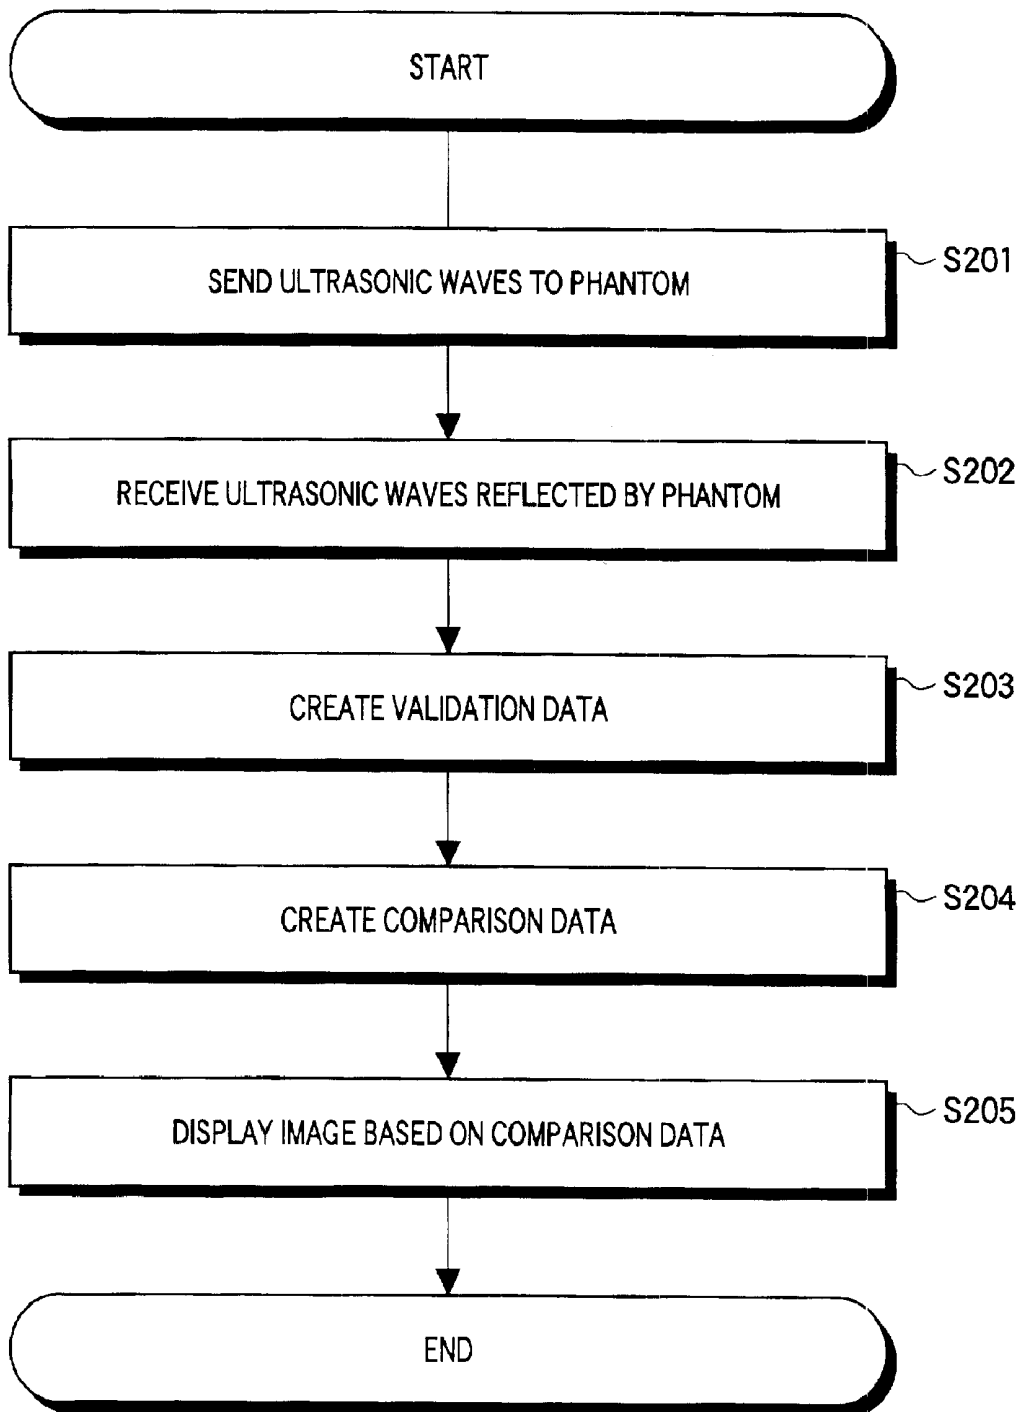 START
SEND ULTRASONIC WAVES TO PHANTOM
S201
RECEIVE ULTRASONIC WAVES REFLECTED BY PHANTOM
S202
CREATE VALIDATION DATA
S203
CREATE COMPARISON DATA
S204
DISPLAY IMAGE BASED ON COMPARISON DATA
S205
END